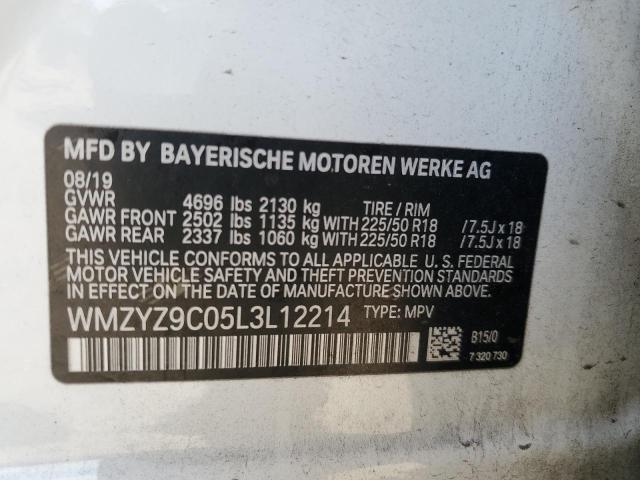 MFD BY BAYERISCHE MOTOREN WERKE AG
08/19
GVWR 4696 lbs 2130 kg TIRE / RIM
GAWR FRONT 2502 lbs 1135 kg WITH 225/50 R18 / 7.5J x 18
GAWR REAR 2337 lbs 1060 kg WITH 225/50 R18 / 7.5J x 18
THIS VEHICLE CONFORMS TO ALL APPLICABLE U. S. FEDERAL
MOTOR VEHICLE SAFETY AND THEFT PREVENTION STANDARDS
IN EFFECT ON THE DATE OF MANUFACTURE SHOWN ABOVE.
WMZYZ9C05L3L12214 TYPE: MPV
B15/0
7 320 730